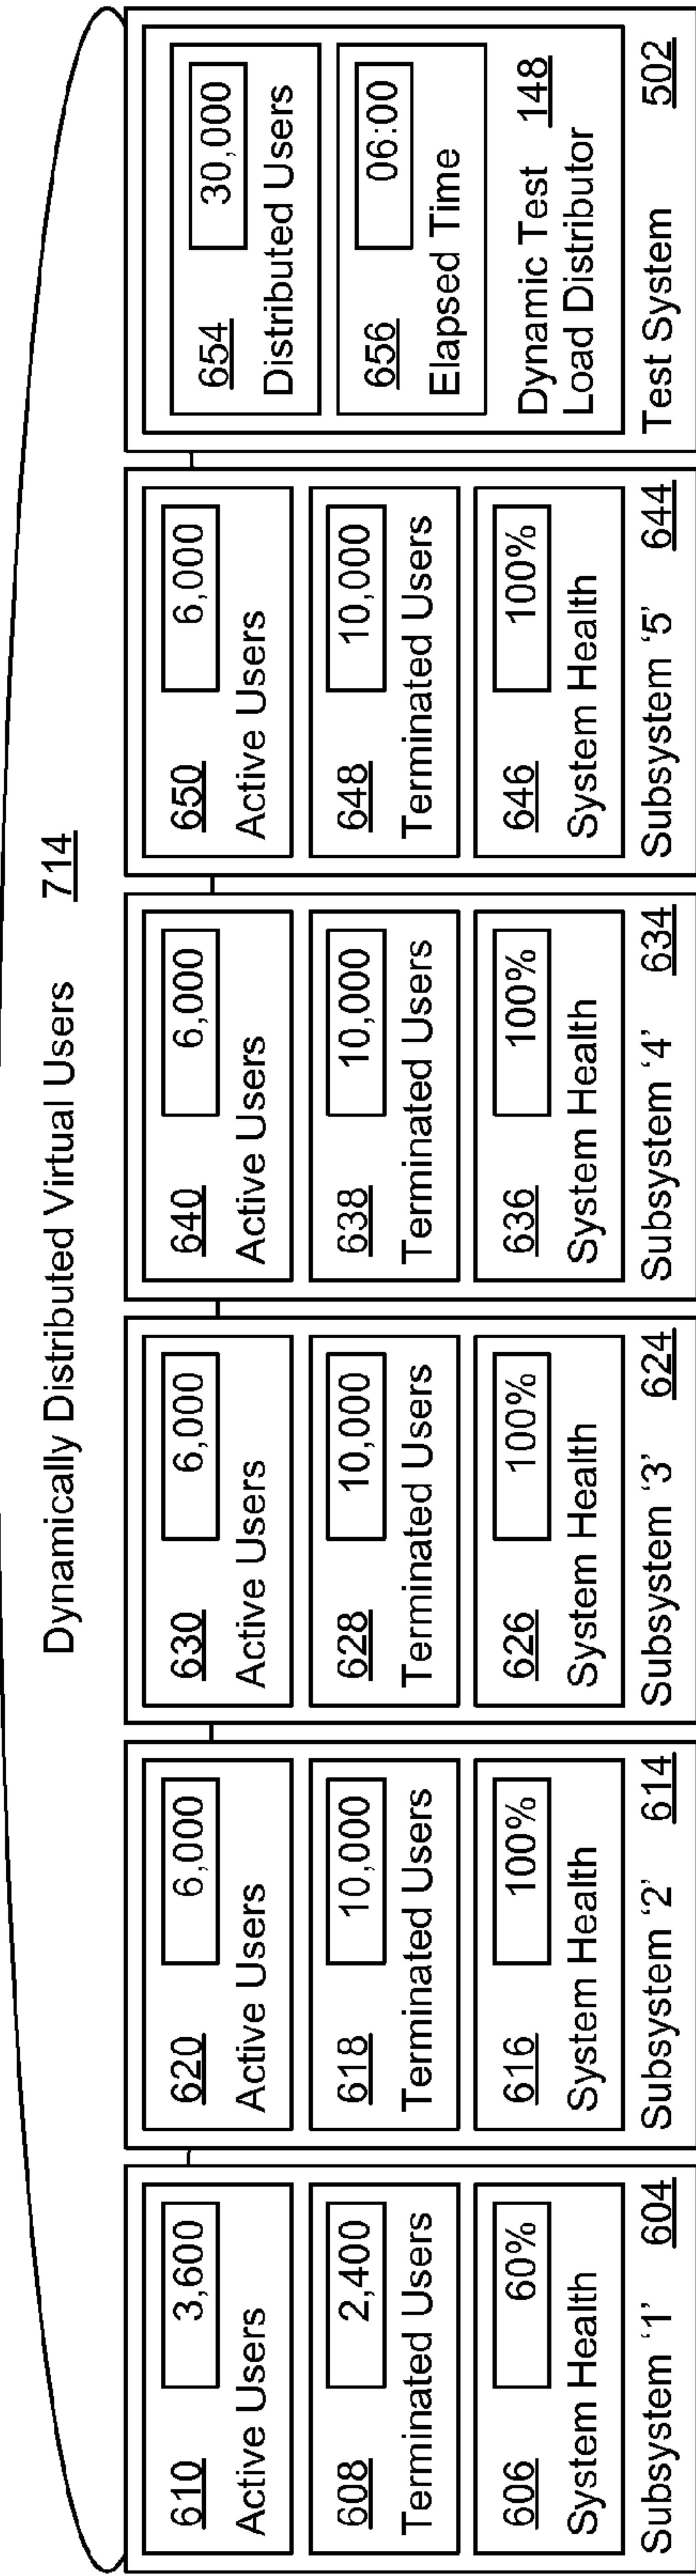 Dynamically Distributed Virtual Users 714
610 3,600
Active Users
608 2,400
Terminated Users
606 60%
System Health
Subsystem ‘1’ 604
620 6,000
Active Users
618 10,000
Terminated Users
616 100%
System Health
Subsystem ‘2’ 614
630 6,000
Active Users
628 10,000
Terminated Users
626 100%
System Health
Subsystem ‘3’ 624
640 6,000
Active Users
638 10,000
Terminated Users
636 100%
System Health
Subsystem ‘4’ 634
650 6,000
Active Users
648 10,000
Terminated Users
646 100%
System Health
Subsystem ‘5’ 644
654 30,000
Distributed Users
656 06:00
Elapsed Time
Dynamic Test 148
Load Distributor
Test System 502